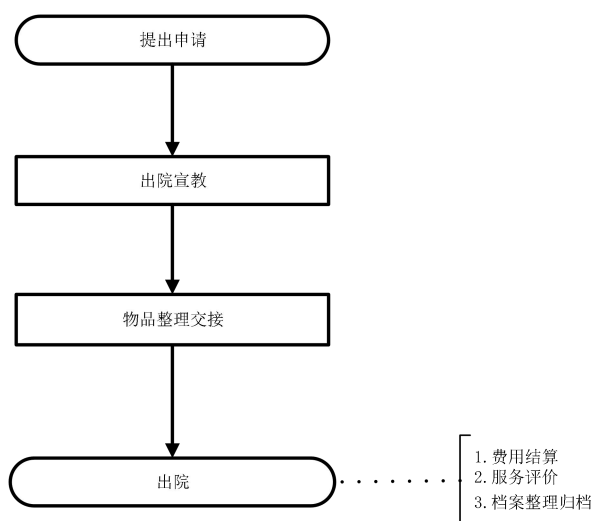 提出申请
出院宣教
物品整理交接
出院
1.费用结算
2.服务评价
3.档案整理归档